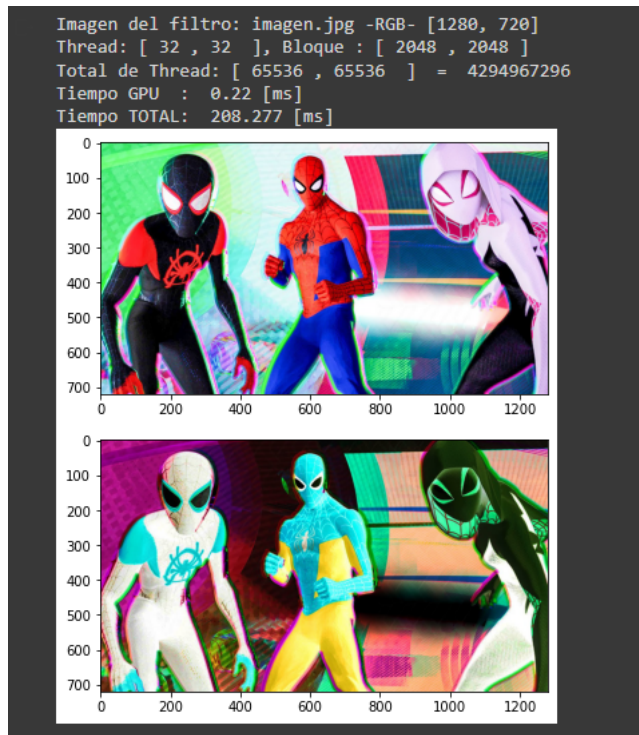 Imagen del filtro: imagen.jpg -RGB- [1280, 720]
Thread: [ 32 , 32  ], Bloque : [ 2048 , 2048 ]
Total de Thread: [ 65536 , 65536  ]  =  4294967296
Tiempo GPU  :  0.22 [ms]
Tiempo TOTAL:  208.277 [ms]
0
100
200
300
400
500
600
700
0 200 400 600 800 1000 1200
0
100
200
300
400
500
600
700
0 200 400 600 800 1000 1200